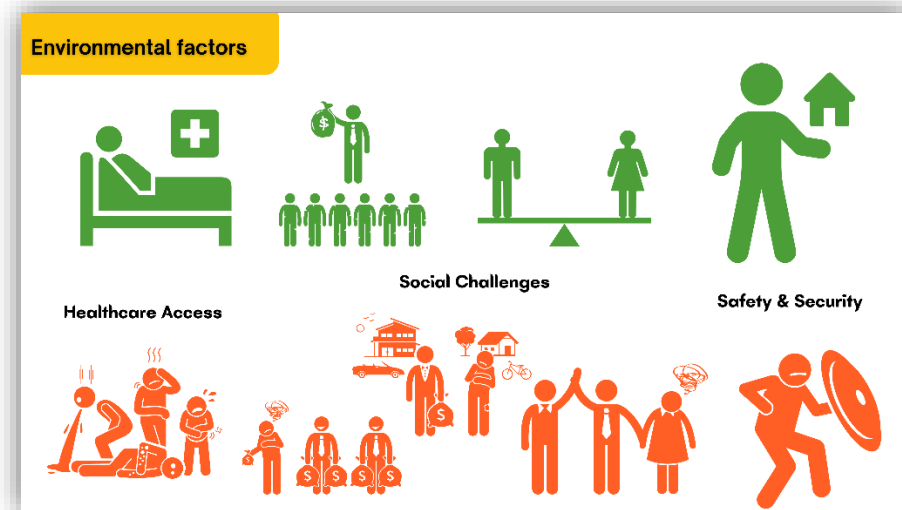 Environmental factors
$
Social Challenges
Healthcare Access
Safety & Security
$
$
$ $ $ $